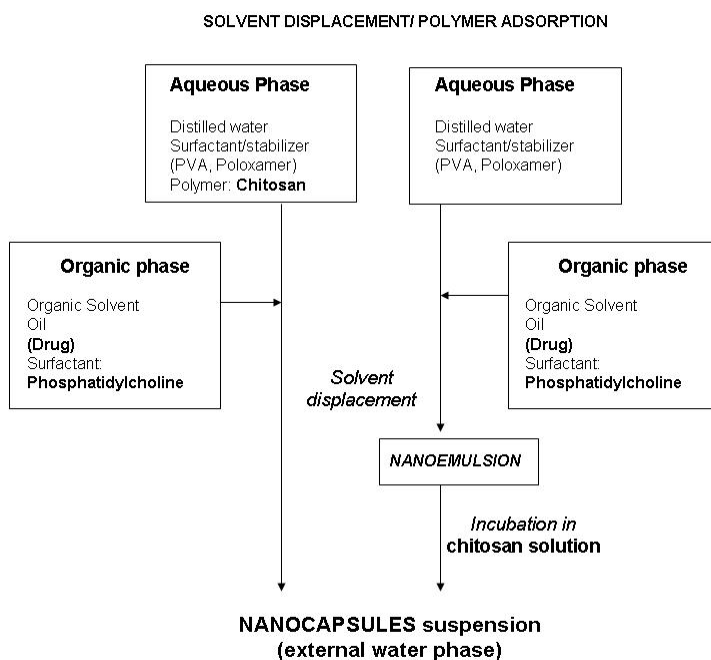 SOLVENT DISPLACEMENT/ POLYMER ADSORPTION
Aqueous Phase
Distilled water
Surfactant/stabilizer
(PVA, Poloxamer)
Polymer: Chitosan
Aqueous Phase
Distilled water
Surfactant/stabilizer
(PVA, Poloxamer)
Organic phase
Organic Solvent
Oil
(Drug)
Surfactant:
Phosphatidylcholine
Organic phase
Organic Solvent
Oil
(Drug)
Surfactant:
Phosphatidylcholine
Solvent
displacement
NANOEMULSION
Incubation in
chitosan solution
NANOCAPSULES suspension
(external water phase)